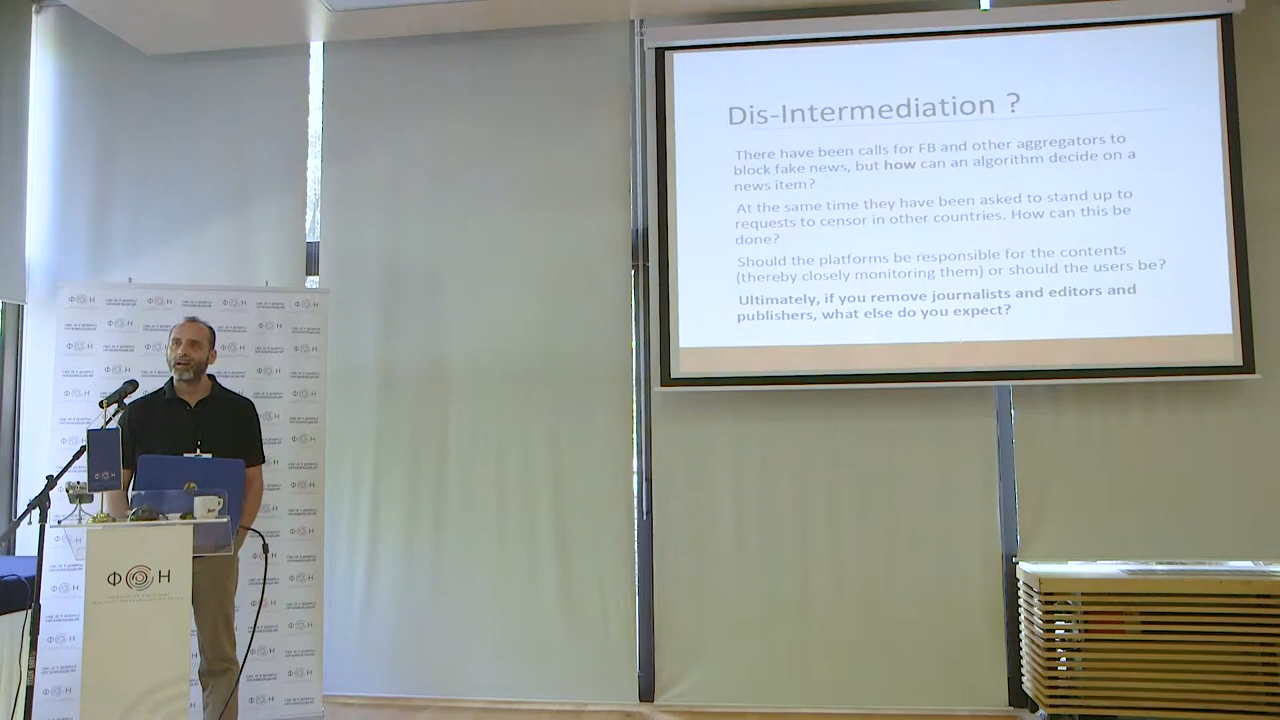 Dis-Intermediation ?
There have been calls for FB and other aggregators to
block fake news, but how can an algorithm decide on a
news item?
At the same time they have been asked to stand up to
requests to censor in other countries. How can this be
done?
Should the platforms be responsible for the contents
(thereby closely monitoring them) or should the users be?
Ultimately, if you remove journalists and editors and
publishers, what else do you expect?
ФОН